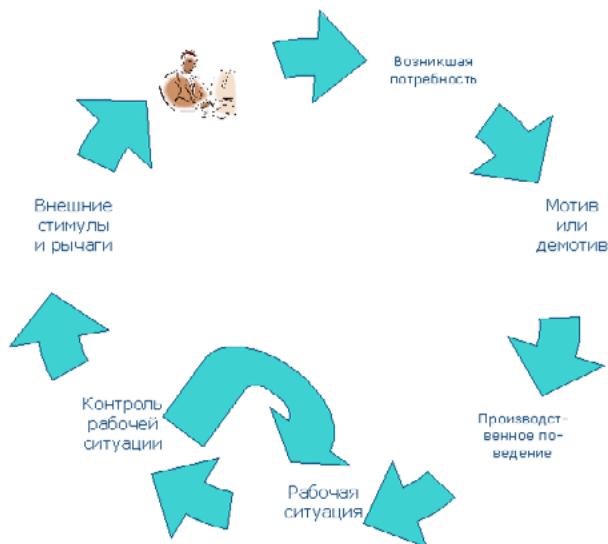 Возникшая
потребность
Мотив
или
демотив
Производст-
венное по-
ведение
Рабочая
ситуация
Контроль
рабочей
ситуации
Внешние
стимулы
и рычаги